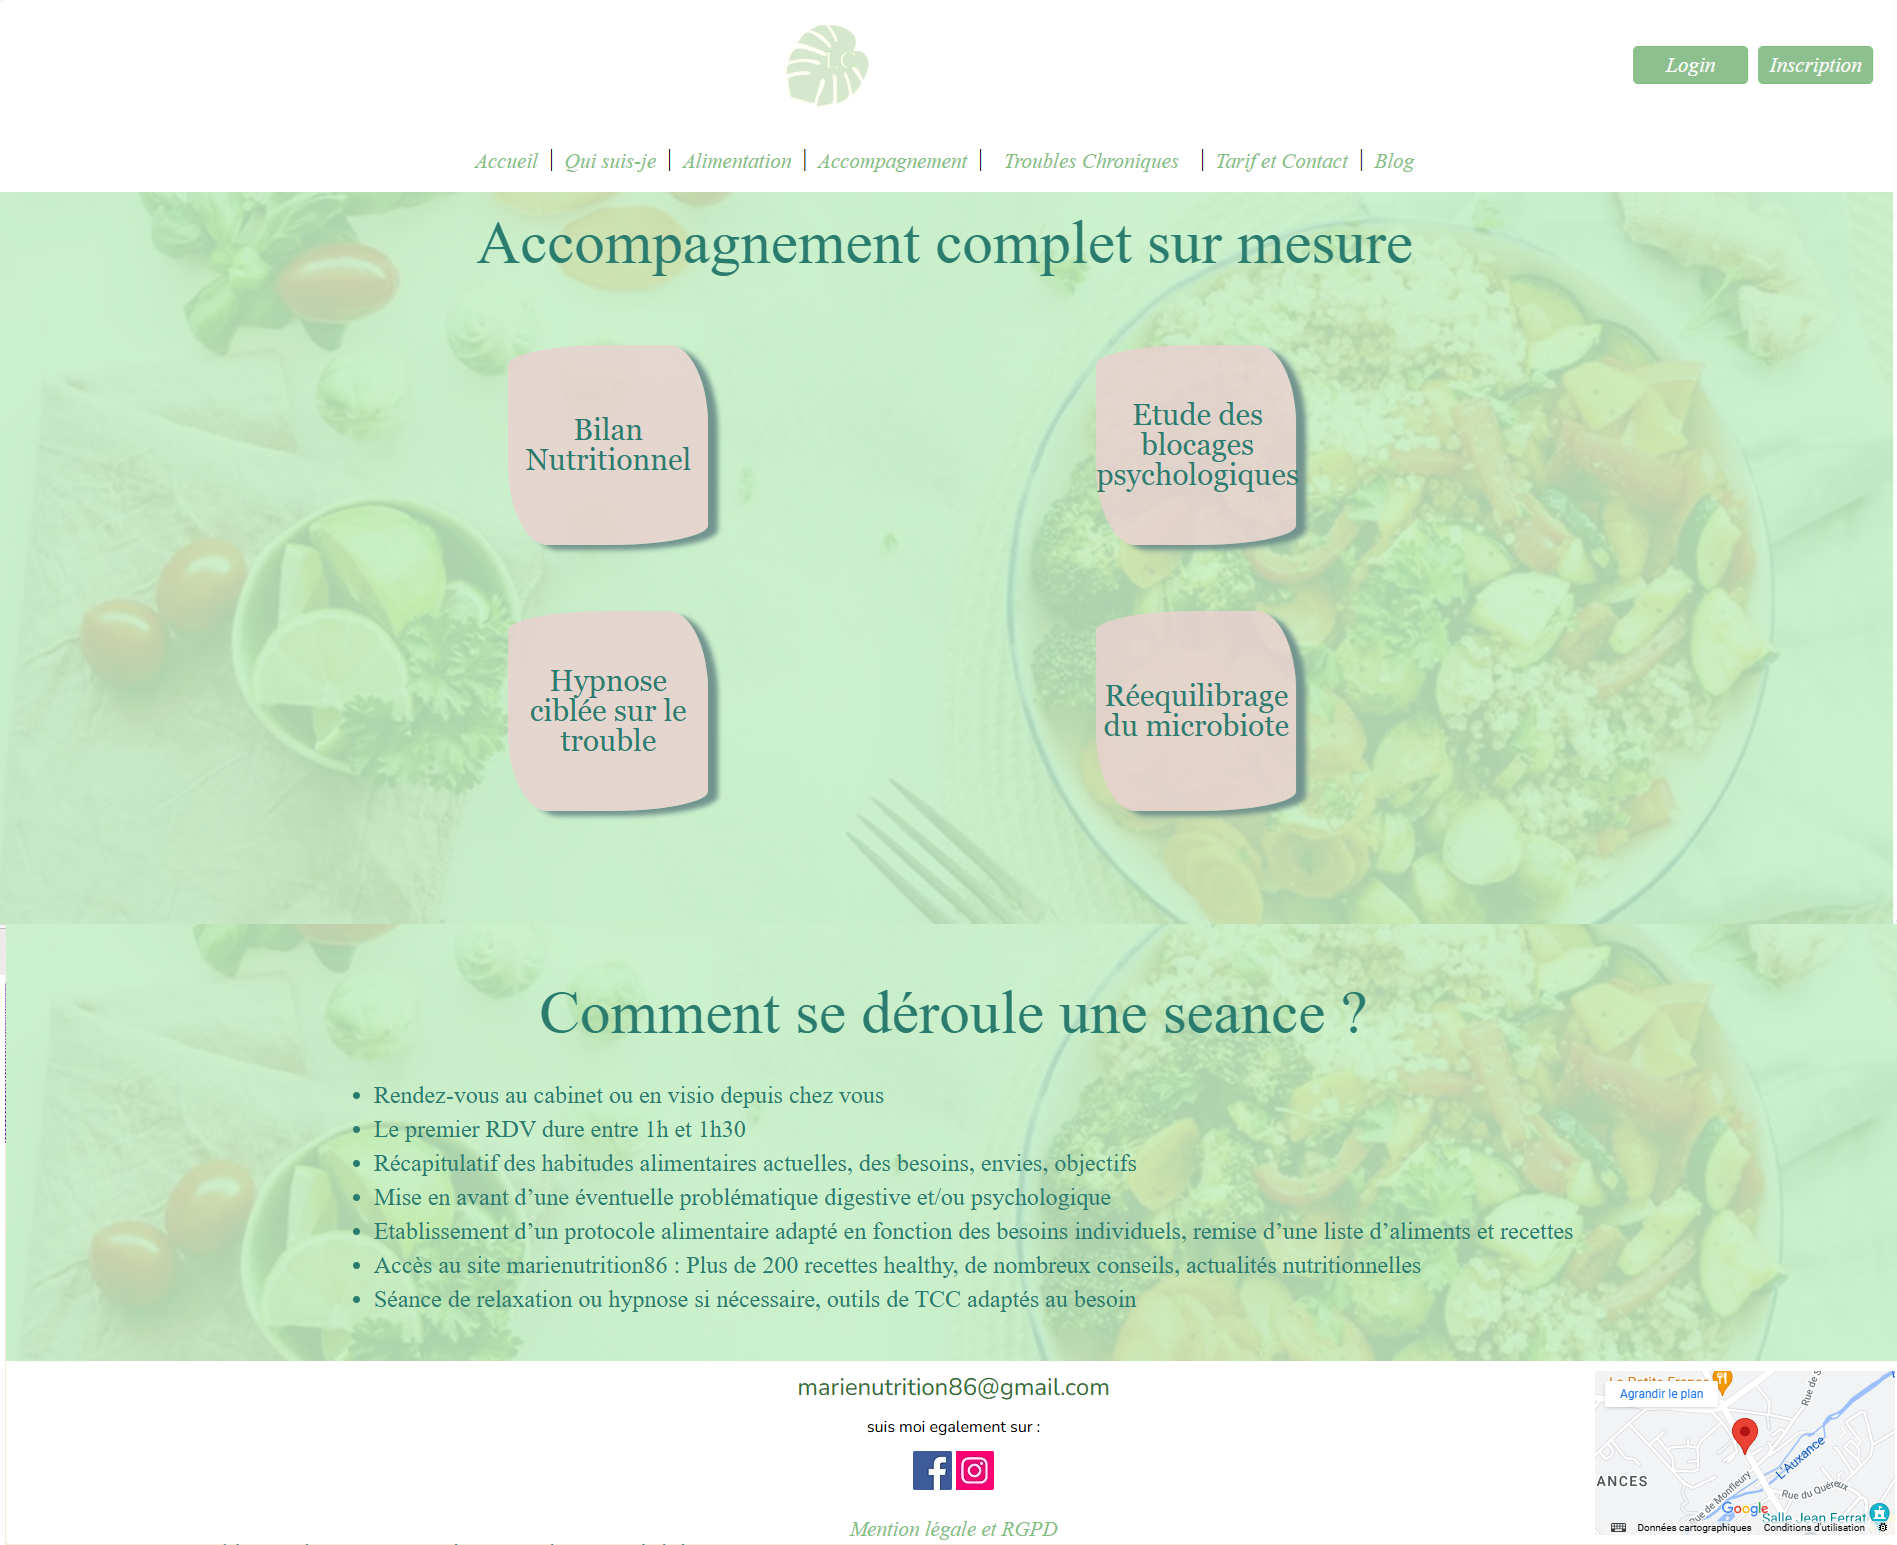 LC
Login
Inscription
Accueil
Qui suis-je
Alimentation
Accompagnement
Troubles Chroniques
Tarif et Contact
Blog
Accompagnement complet sur mesure
Bilan
Nutritionnel
Etude des
blocages
psychologiques
Hypnose
ciblée sur le
trouble
Réequilibrage
du microbiote
Comment se déroule une seance ?
Rendez-vous au cabinet ou en visio depuis chez vous
Le premier RDV dure entre 1h et 1h30
Récapitulatif des habitudes alimentaires actuelles, des besoins, envies, objectifs
Mise en avant d’une éventuelle problématique digestive et/ou psychologique
Etablissement d’un protocole alimentaire adapté en fonction des besoins individuels, remise d’une liste d’aliments et recettes
Accès au site marienutrition86 : Plus de 200 recettes healthy, de nombreux conseils, actualités nutritionnelles
Séance de relaxation ou hypnose si nécessaire, outils de TCC adaptés au besoin
marienutrition86@gmail.com
suis moi egalement sur :
Mention légale et RGPD
Agrandir le plan
Rue de S
L'Auxance
ANCES
Rue de Monfleury
Rue du Quéreux
Google
Salle Jean Ferrat
Données cartographiques
Conditions d'utilisation